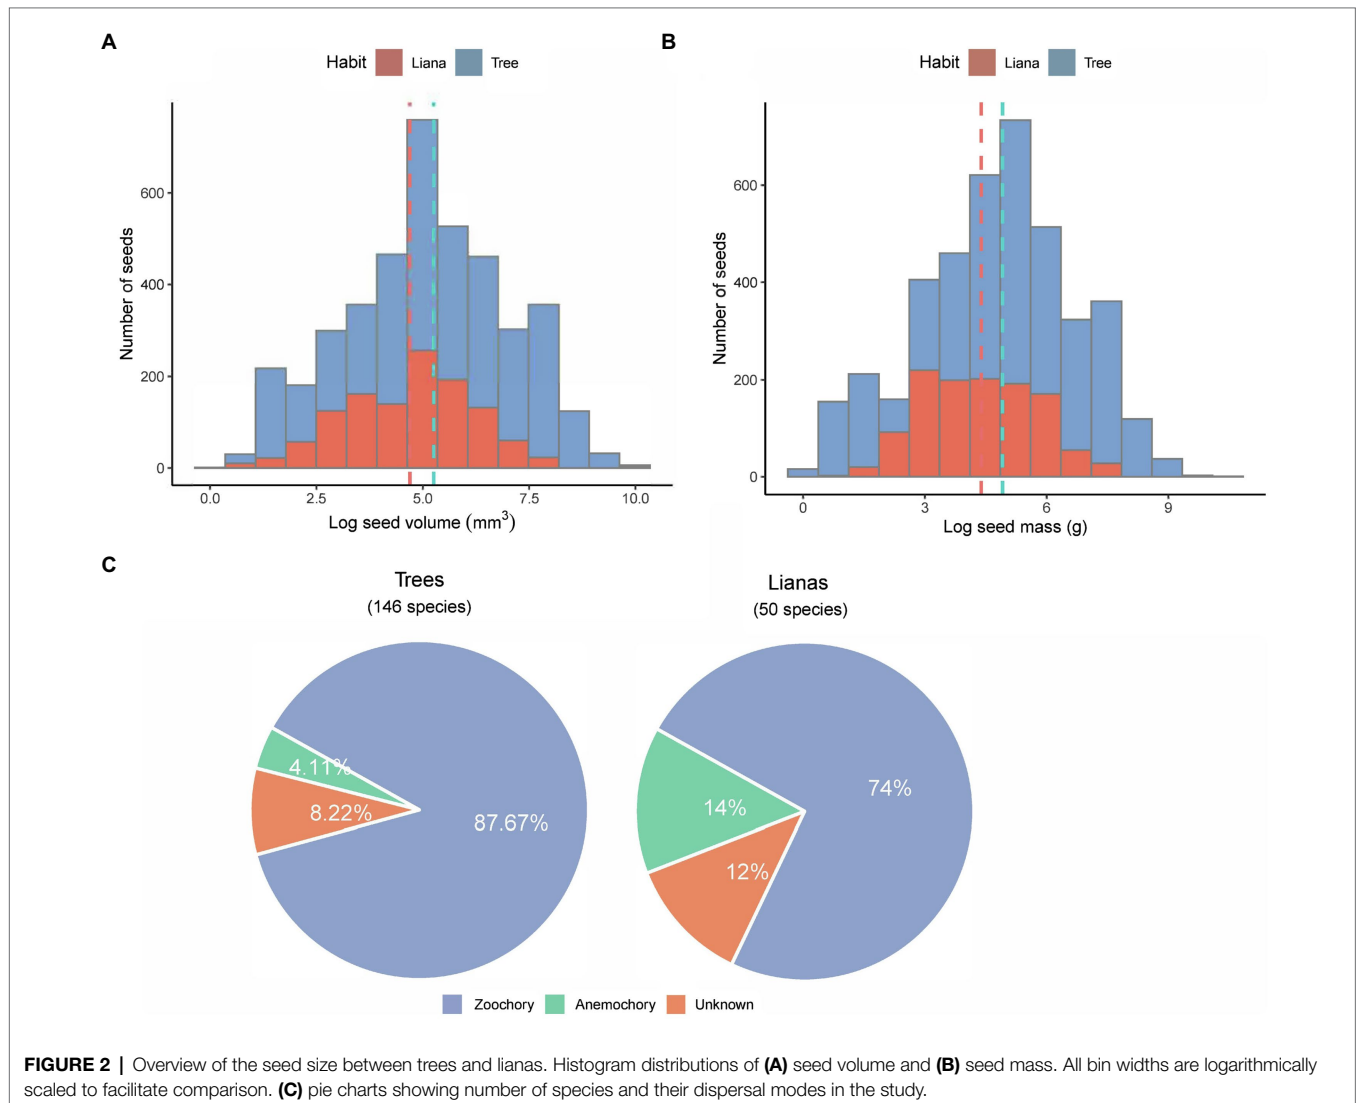 A
Habit Liana Tree
Number of seeds
600
400
200
0
0.0 2.5 5.0 7.5 10.0
Log seed volume (mm³)
B
Habit Liana Tree
Number of seeds
600
400
200
0
0 3 6 9
Log seed mass (g)
C
Trees
(146 species)
4.11%
8.22%
87.67%
Lianas
(50 species)
74%
14%
12%
Zoochory Anemochory Unknown
FIGURE 2 | Overview of the seed size between trees and lianas. Histogram distributions of (A) seed volume and (B) seed mass. All bin widths are logarithmically
scaled to facilitate comparison. (C) pie charts showing number of species and their dispersal modes in the study.